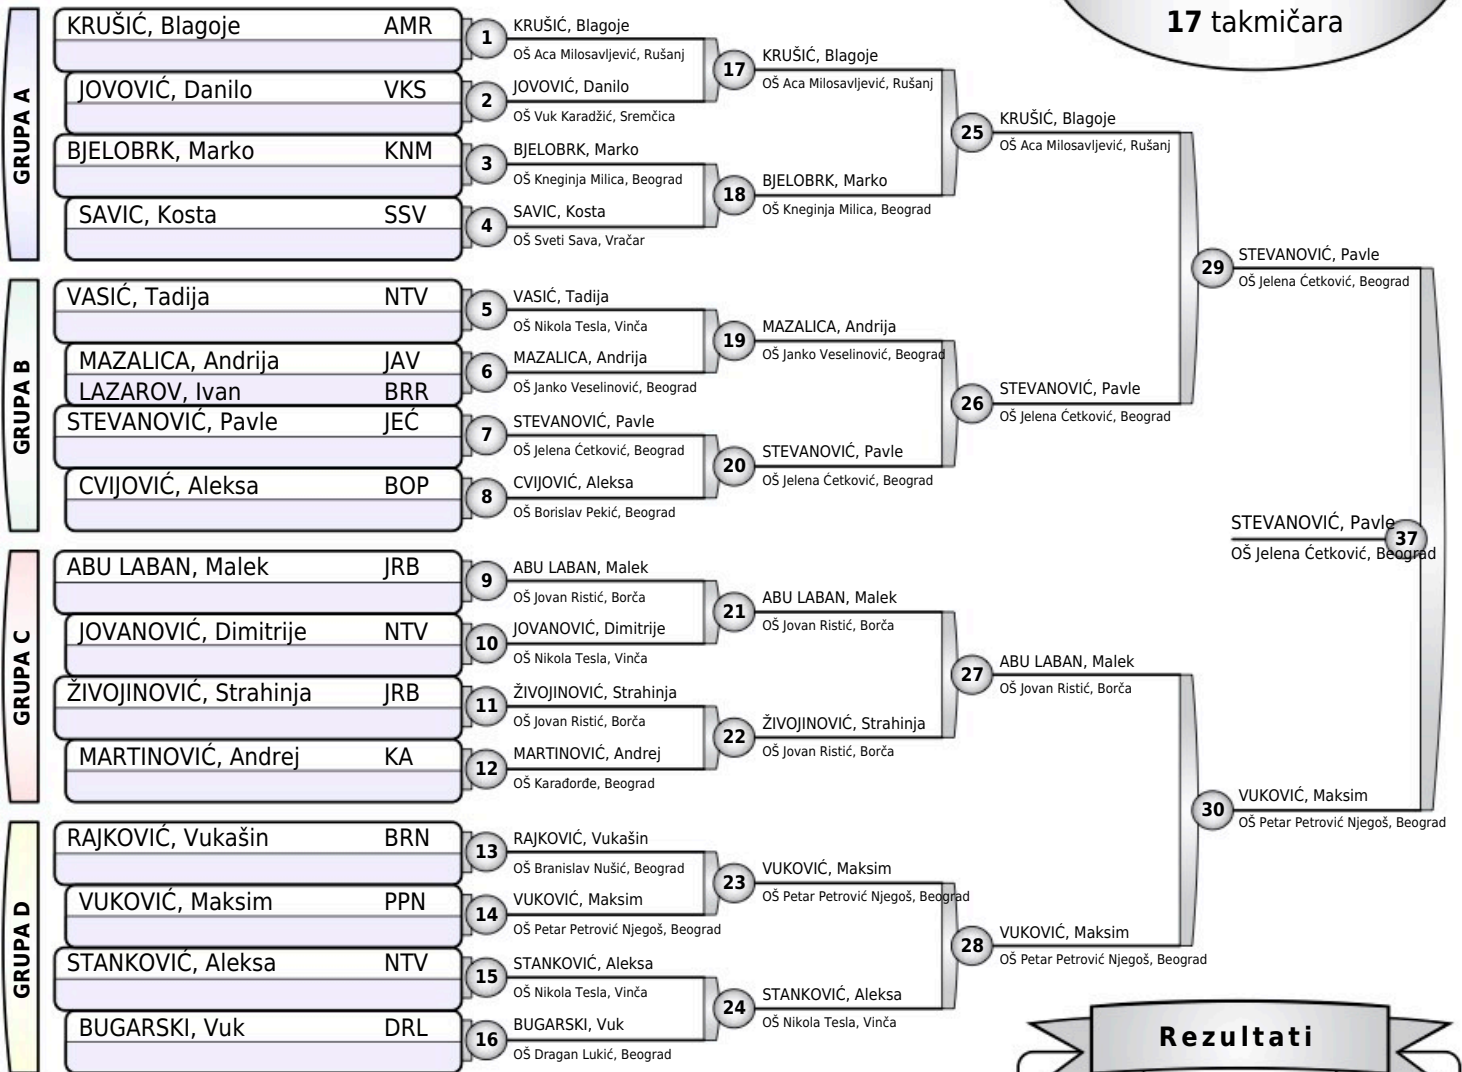 17 takmičara
GRUPA A
KRUŠIĆ, Blagoje AMR
JOVOVIĆ, Danilo VKS
BJELOBRK, Marko KNM
SAVIC, Kosta SSV
1 KRUŠIĆ, Blagoje
OŠ Aca Milosavljević, Rušanj
2 JOVOVIĆ, Danilo
OŠ Vuk Karadžić, Sremčica
3 BJELOBRK, Marko
OŠ Kneginja Milica, Beograd
4 SAVIC, Kosta
OŠ Sveti Sava, Vračar
17 KRUŠIĆ, Blagoje
OŠ Aca Milosavljević, Rušanj
18 BJELOBRK, Marko
OŠ Kneginja Milica, Beograd
25 KRUŠIĆ, Blagoje
OŠ Aca Milosavljević, Rušanj
GRUPA B
VASIĆ, Tadija NTV
MAZALICA, Andrija JAV
LAZAROV, Ivan BRR
STEVANOVIĆ, Pavle JEĆ
CVIJOVIĆ, Aleksa BOP
5 VASIĆ, Tadija
OŠ Nikola Tesla, Vinča
6 MAZALICA, Andrija
OŠ Janko Veselinović, Beograd
7 STEVANOVIĆ, Pavle
OŠ Jelena Ćetković, Beograd
8 CVIJOVIĆ, Aleksa
OŠ Borislav Pekić, Beograd
19 MAZALICA, Andrija
OŠ Janko Veselinović, Beograd
20 STEVANOVIĆ, Pavle
OŠ Jelena Ćetković, Beograd
26 STEVANOVIĆ, Pavle
OŠ Jelena Ćetković, Beograd
29 STEVANOVIĆ, Pavle
OŠ Jelena Ćetković, Beograd
STEVANOVIĆ, Pavle 37
OŠ Jelena Ćetković, Beograd
GRUPA C
ABU LABAN, Malek JRB
JOVANOVIĆ, Dimitrije NTV
ŽIVOJINOVIĆ, Strahinja JRB
MARTINOVIĆ, Andrej KA
9 ABU LABAN, Malek
OŠ Jovan Ristić, Borča
10 JOVANOVIĆ, Dimitrije
OŠ Nikola Tesla, Vinča
11 ŽIVOJINOVIĆ, Strahinja
OŠ Jovan Ristić, Borča
12 MARTINOVIĆ, Andrej
OŠ Karađorđe, Beograd
21 ABU LABAN, Malek
OŠ Jovan Ristić, Borča
22 ŽIVOJINOVIĆ, Strahinja
OŠ Jovan Ristić, Borča
27 ABU LABAN, Malek
OŠ Jovan Ristić, Borča
GRUPA D
RAJKOVIĆ, Vukašin BRN
VUKOVIĆ, Maksim PPN
STANKOVIĆ, Aleksa NTV
BUGARSKI, Vuk DRL
13 RAJKOVIĆ, Vukašin
OŠ Branislav Nušić, Beograd
14 VUKOVIĆ, Maksim
OŠ Petar Petrović Njegoš, Beograd
15 STANKOVIĆ, Aleksa
OŠ Nikola Tesla, Vinča
16 BUGARSKI, Vuk
OŠ Dragan Lukić, Beograd
23 VUKOVIĆ, Maksim
OŠ Petar Petrović Njegoš, Beograd
24 STANKOVIĆ, Aleksa
OŠ Nikola Tesla, Vinča
28 VUKOVIĆ, Maksim
OŠ Petar Petrović Njegoš, Beograd
30 VUKOVIĆ, Maksim
OŠ Petar Petrović Njegoš, Beograd
Rezultati